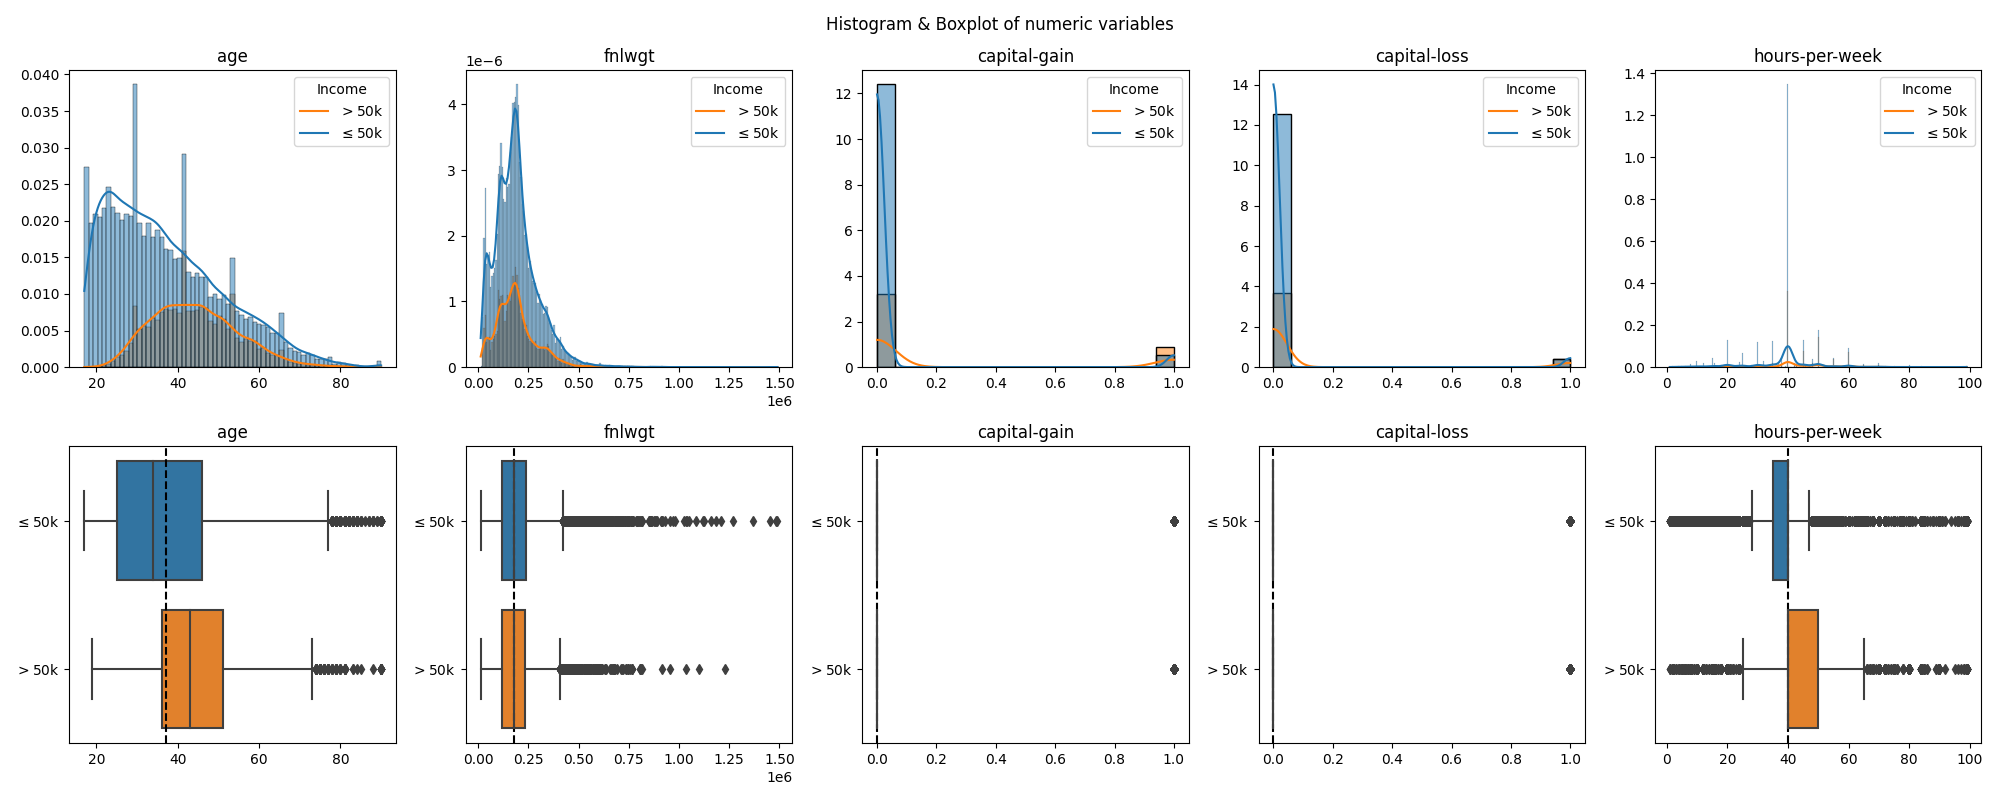 Histogram & Boxplot of numeric variables
age
0.040
0.035
0.030
0.025
0.020
0.015
0.010
0.005
0.000
20 40 60 80
Income
> 50k
≤ 50k
fnlwgt
1e−6
4
3
2
1
0
0.00 0.25 0.50 0.75 1.00 1.25 1.50
1e6
Income
> 50k
≤ 50k
capital-gain
12
10
8
6
4
2
0
0.0 0.2 0.4 0.6 0.8 1.0
Income
> 50k
≤ 50k
capital-loss
14
12
10
8
6
4
2
0
0.0 0.2 0.4 0.6 0.8 1.0
Income
> 50k
≤ 50k
hours-per-week
1.4
1.2
1.0
0.8
0.6
0.4
0.2
0.0
0 20 40 60 80 100
Income
> 50k
≤ 50k
age
≤ 50k
> 50k
20 40 60 80
fnlwgt
≤ 50k
> 50k
0.00 0.25 0.50 0.75 1.00 1.25 1.50
1e6
capital-gain
≤ 50k
> 50k
0.0 0.2 0.4 0.6 0.8 1.0
capital-loss
≤ 50k
> 50k
0.0 0.2 0.4 0.6 0.8 1.0
hours-per-week
≤ 50k
> 50k
0 20 40 60 80 100